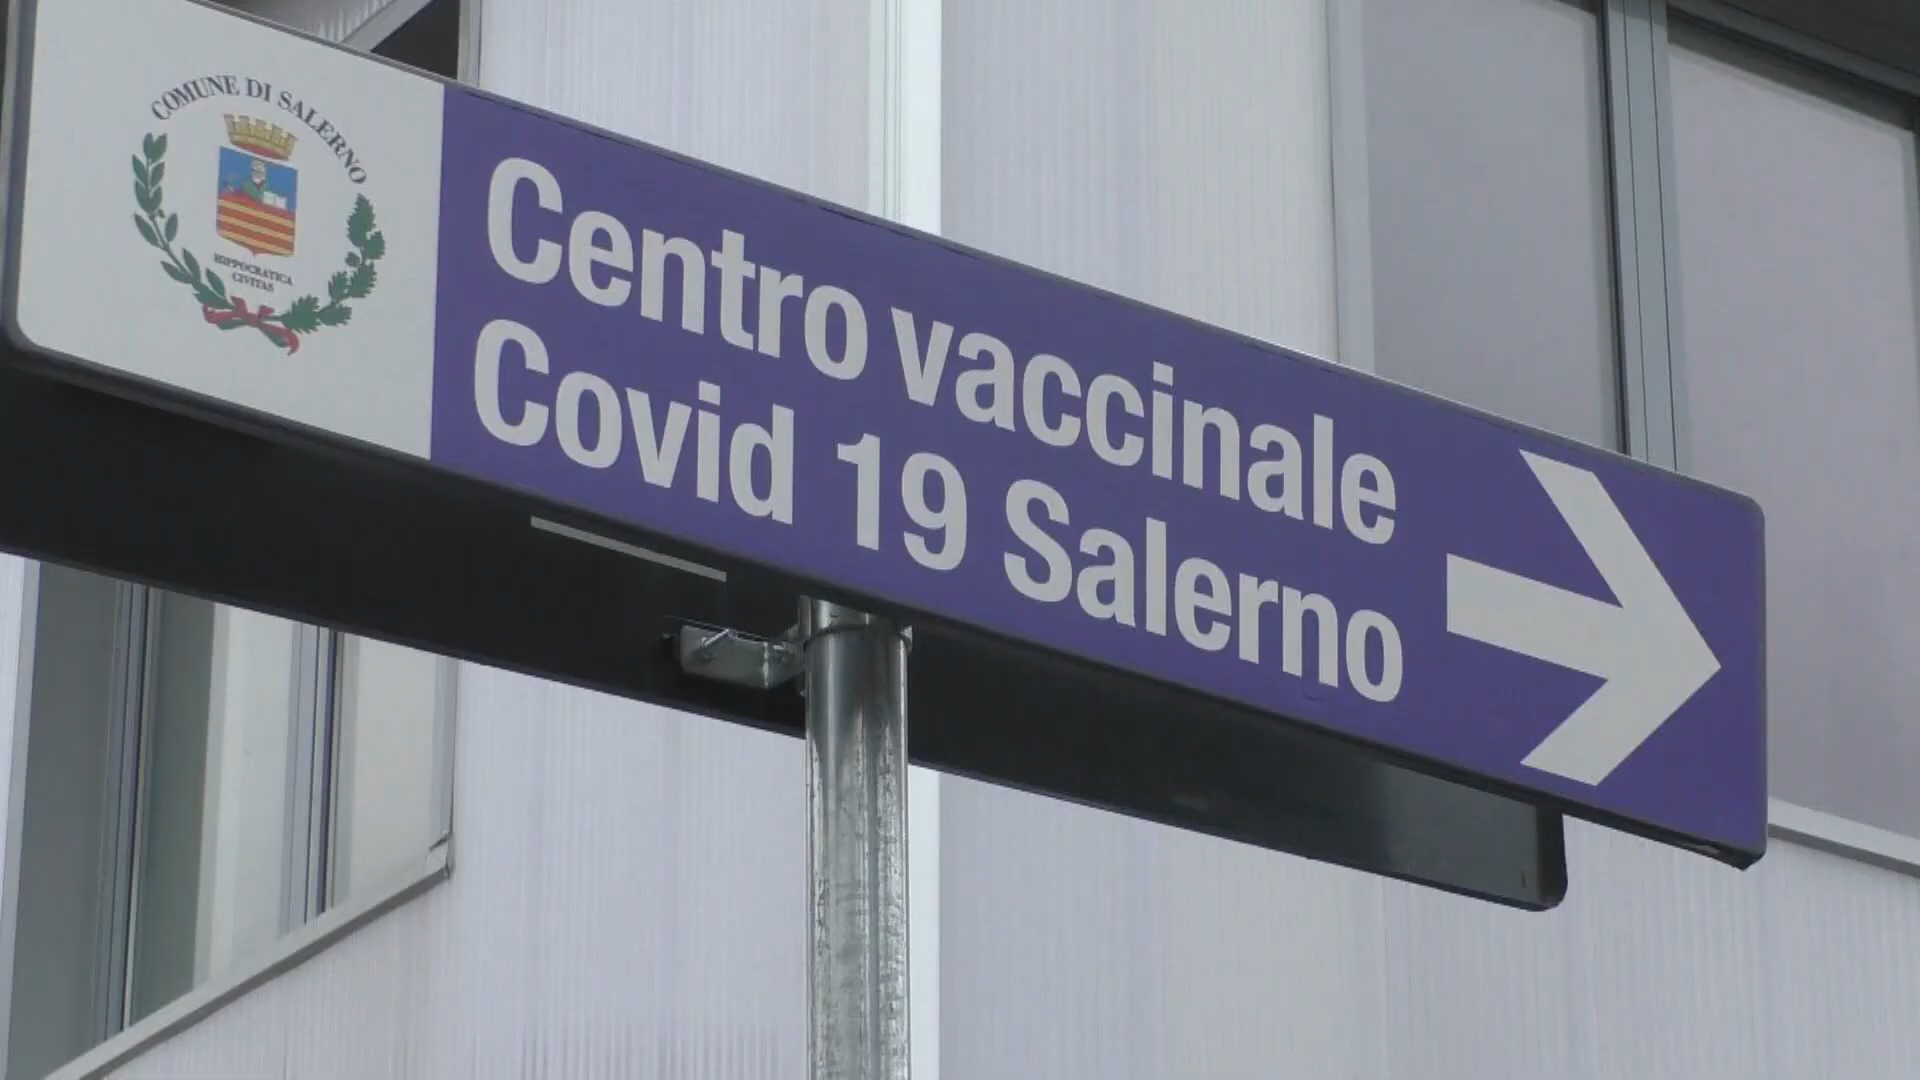 COMUNE DI SALERNO
HIPPOCRATICA
CIVITAS
Centro vaccinale
Covid 19 Salerno